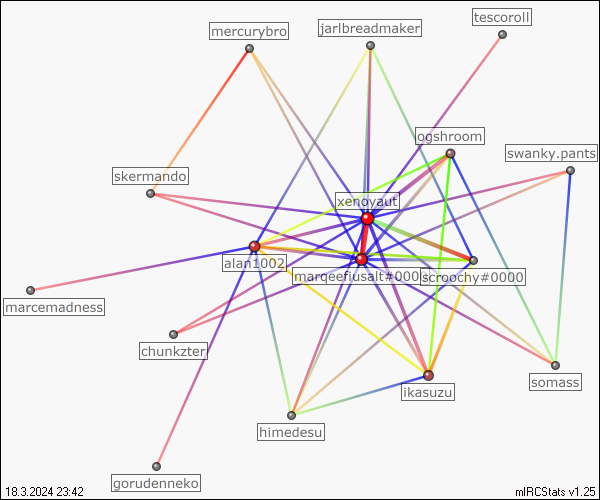 tescoroll
mercurybro
jarlbreadmaker
ogshroom
swanky.pants
skermando
xenoyaut
alan1002
marqeefiusalt#000
scroochy#0000
marcemadness
chunkzter
somass
ikasuzu
himedesu
gorudenneko
18.3.2024 23:42
mIRCStats v1.25